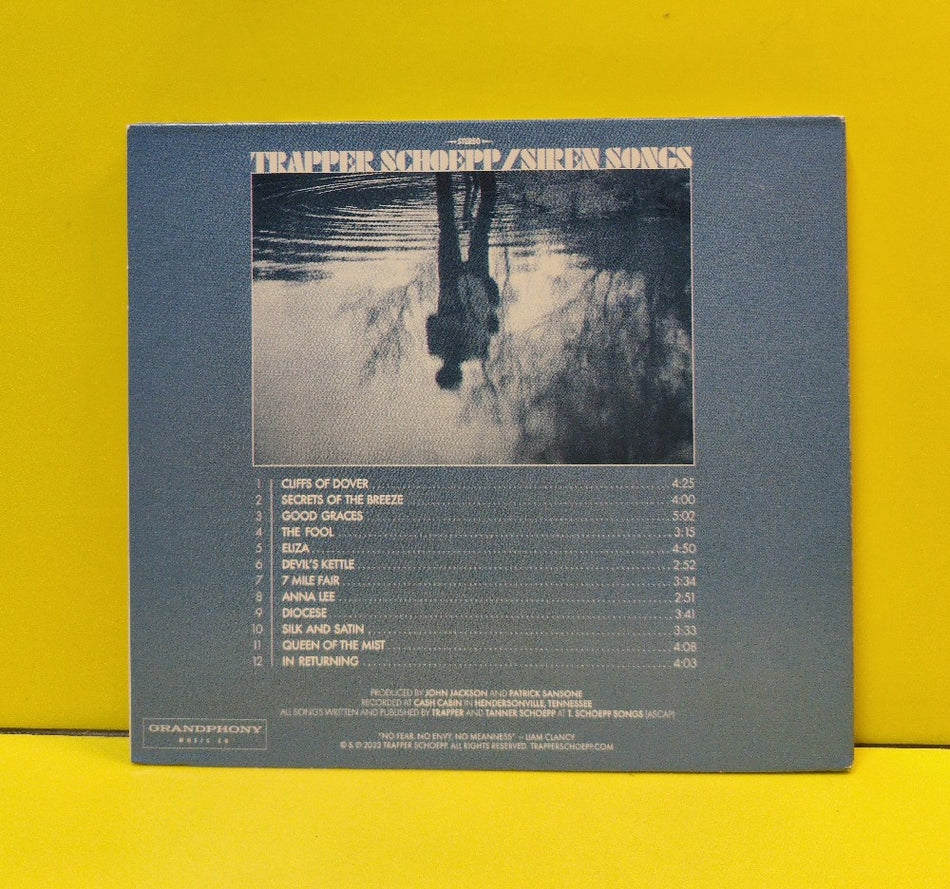 STEREO
TRAPPER SCHOEPP/SIREN SONGS
1 CLIFFS OF DOVER 4:25
2 SECRETS OF THE BREEZE 4:00
3 GOOD GRACES 5:02
4 THE FOOL 3:15
5 ELIZA 4:50
6 DEVIL'S KETTLE 2:52
7 7 MILE FAIR 3:34
8 ANNA LEE 2:51
9 DIOCESE 3:41
10 SILK AND SATIN 3:33
11 QUEEN OF THE MIST 4:08
12 IN RETURNING 4:03
PRODUCED BY JOHN JACKSON AND PATRICK SANSONE
RECORDED AT CASH CABIN IN HENDERSONVILLE, TENNESSEE
ALL SONGS WRITTEN AND PUBLISHED BY TRAPPER AND TANNER SCHOEPP AT T. SCHOEPP SONGS (ASCAP)
"NO FEAR. NO ENVY. NO MEANNESS" – LIAM CLANCY
℗ & © 2023 TRAPPER SCHOEPP. ALL RIGHTS RESERVED. TRAPPERSCHOEPP.COM
GRANDPHONY
MUSIC CO